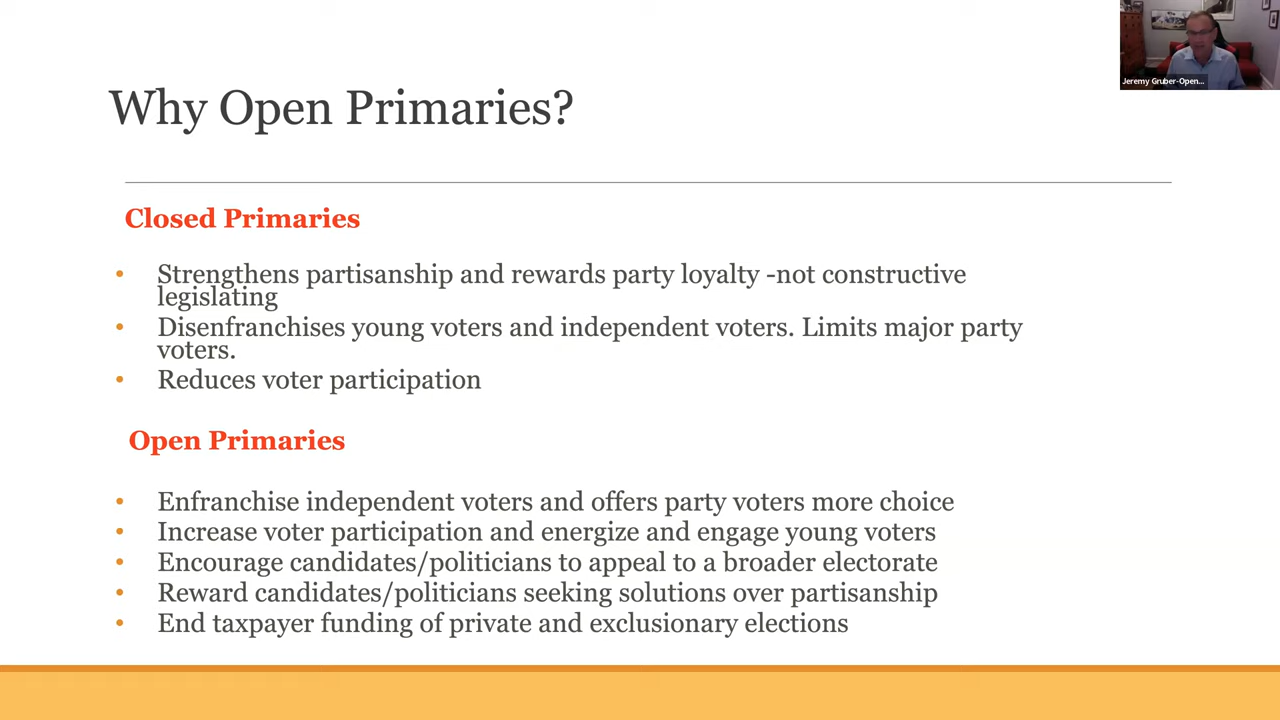 Jeremy Gruber-Open...
Why Open Primaries?
Closed Primaries
• Strengthens partisanship and rewards party loyalty -not constructive
legislating
• Disenfranchises young voters and independent voters. Limits major party
voters.
• Reduces voter participation
Open Primaries
• Enfranchise independent voters and offers party voters more choice
• Increase voter participation and energize and engage young voters
• Encourage candidates/politicians to appeal to a broader electorate
• Reward candidates/politicians seeking solutions over partisanship
• End taxpayer funding of private and exclusionary elections